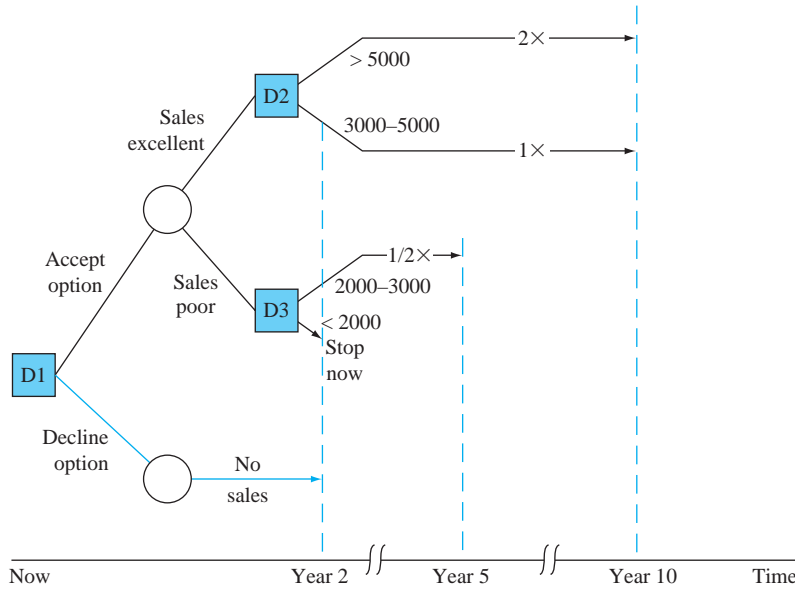 2×
> 5000
D2
Sales
excellent
3000–5000
1×
Accept
option
Sales
poor
1/2×
2000–3000
D3
< 2000
Stop
now
D1
Decline
option
No
sales
Now
Year 2
Year 5
Year 10
Time